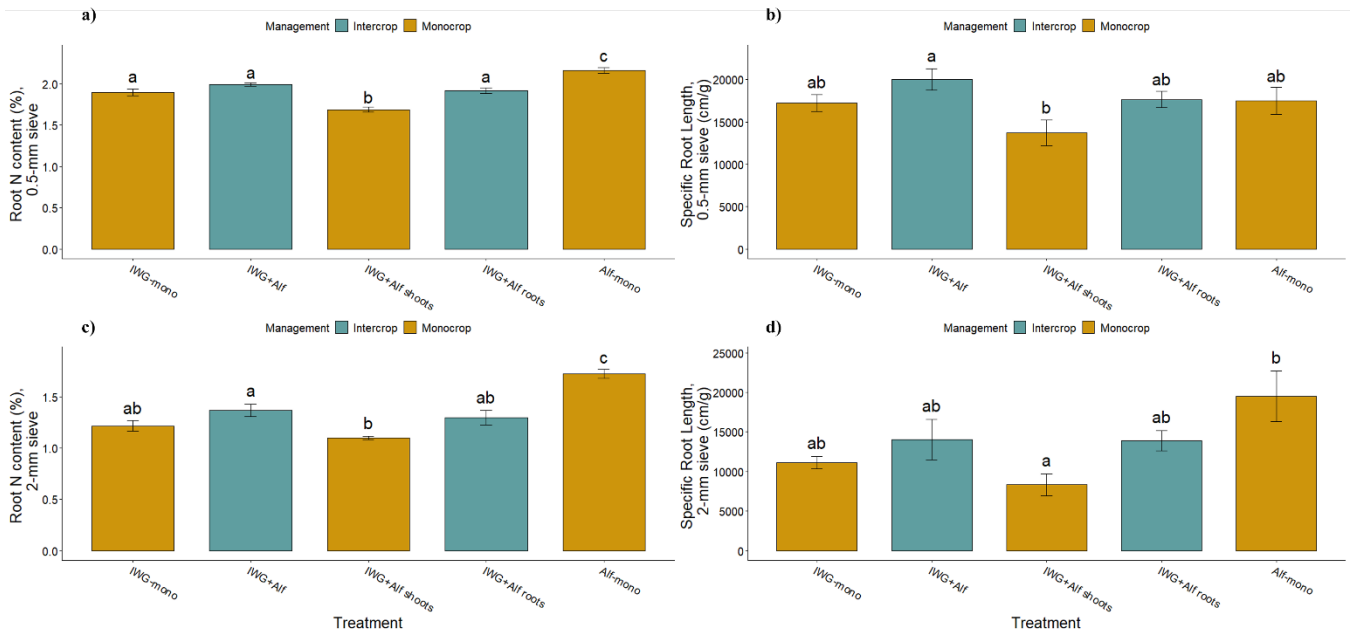 a)
Management Intercrop Monocrop
Root N content (%),
0.5-mm sieve
2.0
1.5
1.0
0.5
0.0
a
a
b
a
c
IWG-mono
IWG+Alf
IWG+Alf shoots
IWG+Alf roots
Alf-mono
b)
Management Intercrop Monocrop
Specific Root Length,
0.5-mm sieve (cm/g)
20000
15000
10000
5000
0
ab
a
b
ab
ab
IWG-mono
IWG+Alf
IWG+Alf shoots
IWG+Alf roots
Alf-mono
c)
Management Intercrop Monocrop
Root N content (%),
2-mm sieve
1.5
1.0
0.5
0.0
ab
a
b
ab
c
IWG-mono
IWG+Alf
IWG+Alf shoots
IWG+Alf roots
Alf-mono
Treatment
d)
Management Intercrop Monocrop
Specific Root Length,
2-mm sieve (cm/g)
25000
20000
15000
10000
5000
0
ab
ab
a
ab
b
IWG-mono
IWG+Alf
IWG+Alf shoots
IWG+Alf roots
Alf-mono
Treatment